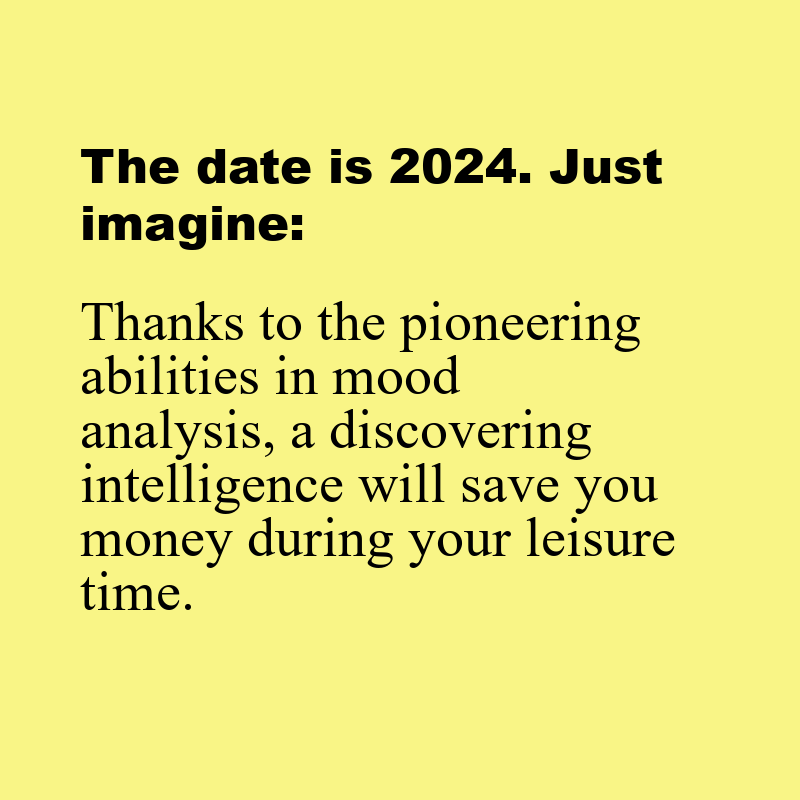 The date is 2024. Just
imagine:
Thanks to the pioneering
abilities in mood
analysis, a discovering
intelligence will save you
money during your leisure
time.